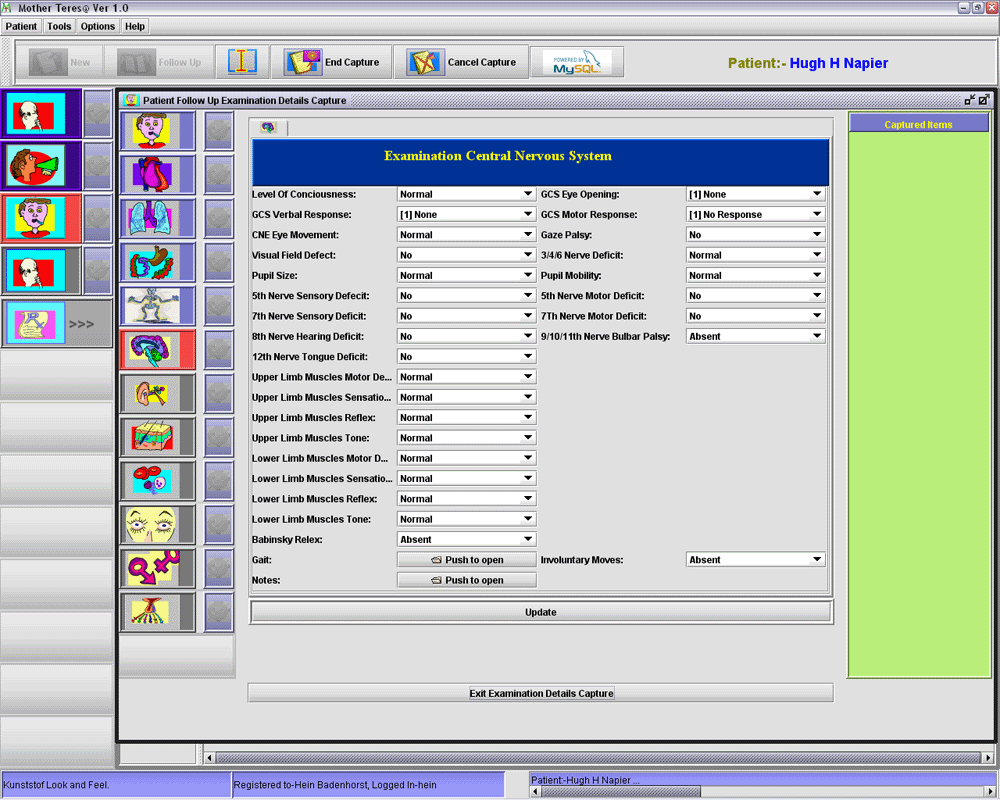 Mother Teres@ Ver 1.0
Patient Tools Options Help
New Follow Up End Capture Cancel Capture POWERED BY MySQL Patient:- Hugh H Napier
Patient Follow Up Examination Details Capture
Captured Items
Examination Central Nervous System
Level Of Conciousness: Normal GCS Eye Opening: [1] None
GCS Verbal Response: [1] None GCS Motor Response: [1] No Response
CNE Eye Movement: Normal Gaze Palsy: No
Visual Field Defect: No 3/4/6 Nerve Deficit: Normal
Pupil Size: Normal Pupil Mobility: Normal
5th Nerve Sensory Defecit: No 5th Nerve Motor Deficit: No
7th Nerve Sensory Deficit: No 7Th Nerve Motor Deficit: No
8th Nerve Hearing Deficit: No 9/10/11th Nerve Bulbar Palsy: Absent
12th Nerve Tongue Deficit: No
Upper Limb Muscles Motor De... Normal
Upper Limb Muscles Sensatio... Normal
Upper Limb Muscles Reflex: Normal
Upper Limb Muscles Tone: Normal
Lower Limb Muscles Motor D... Normal
Lower Limb Muscles Sensatio... Normal
Lower Limb Muscles Reflex: Normal
Lower Limb Muscles Tone: Normal
Babinsky Relex: Absent
Gait: Push to open Involuntary Moves: Absent
Notes: Push to open
>>>
Update
Exit Examination Details Capture
Kunststof Look and Feel. Registered to-Hein Badenhorst, Logged In-hein Patient:-Hugh H Napier ...